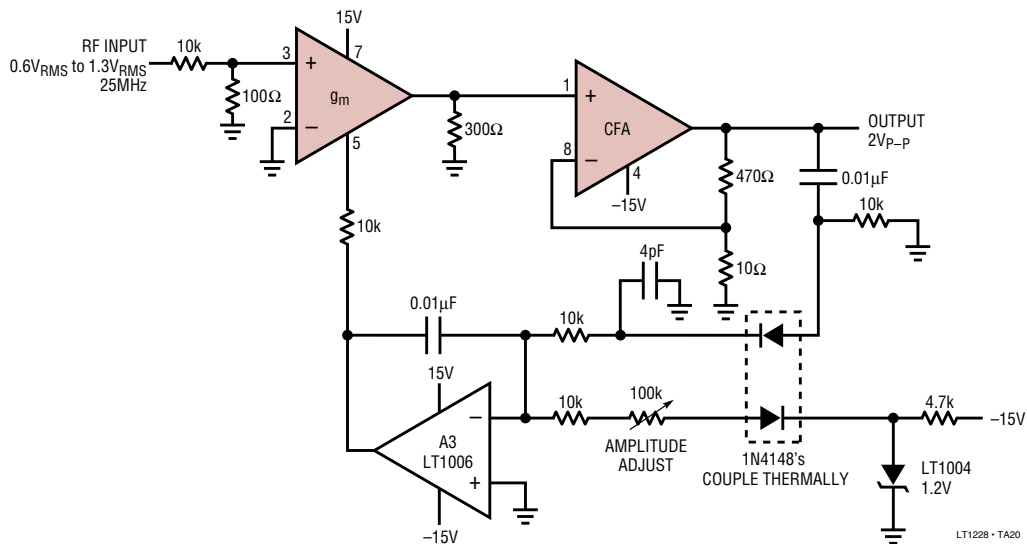 15V
RF INPUT
0.6VRMS to 1.3VRMS
25MHz
10k
3
+
7
gm
100Ω
2
–
5
1
+
CFA
300Ω
8
–
4
–15V
OUTPUT
2VP–P
470Ω
0.01µF
10k
10k
10Ω
4pF
0.01µF
10k
15V
–
A3
LT1006
+
–15V
10k
100k
AMPLITUDE
ADJUST
1N4148's
COUPLE THERMALLY
4.7k
–15V
LT1004
1.2V
LT1228 • TA20